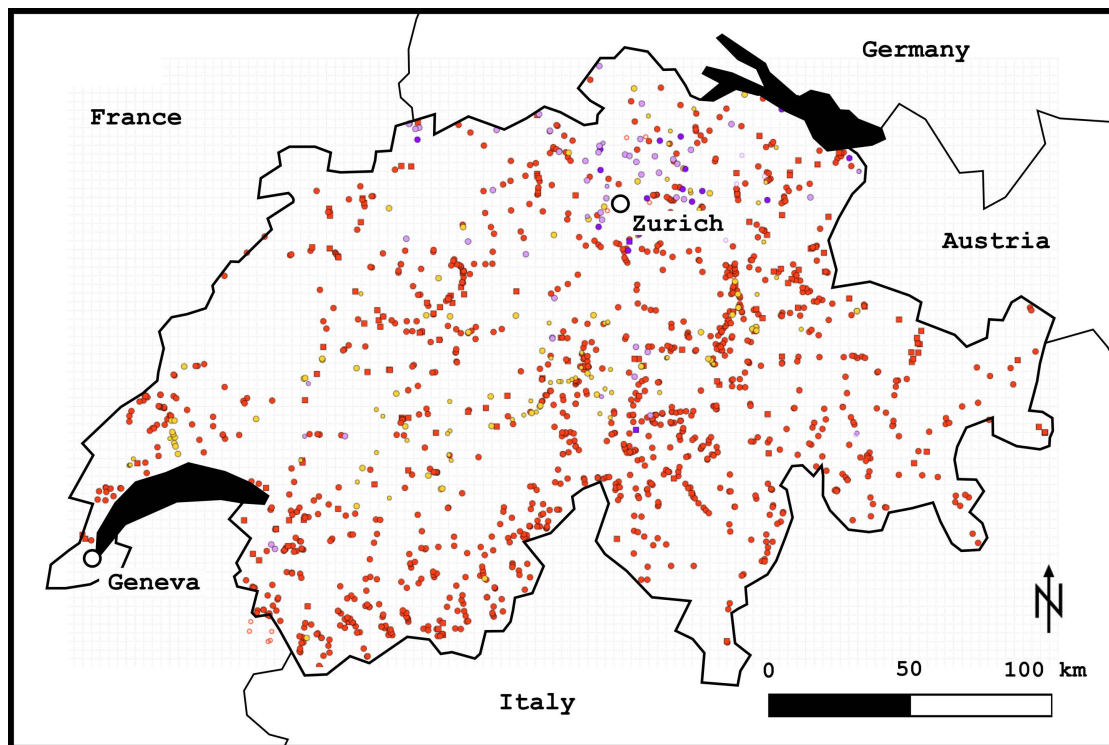 Germany
France
Zurich
Austria
Geneva
N
0 50 100 km
Italy